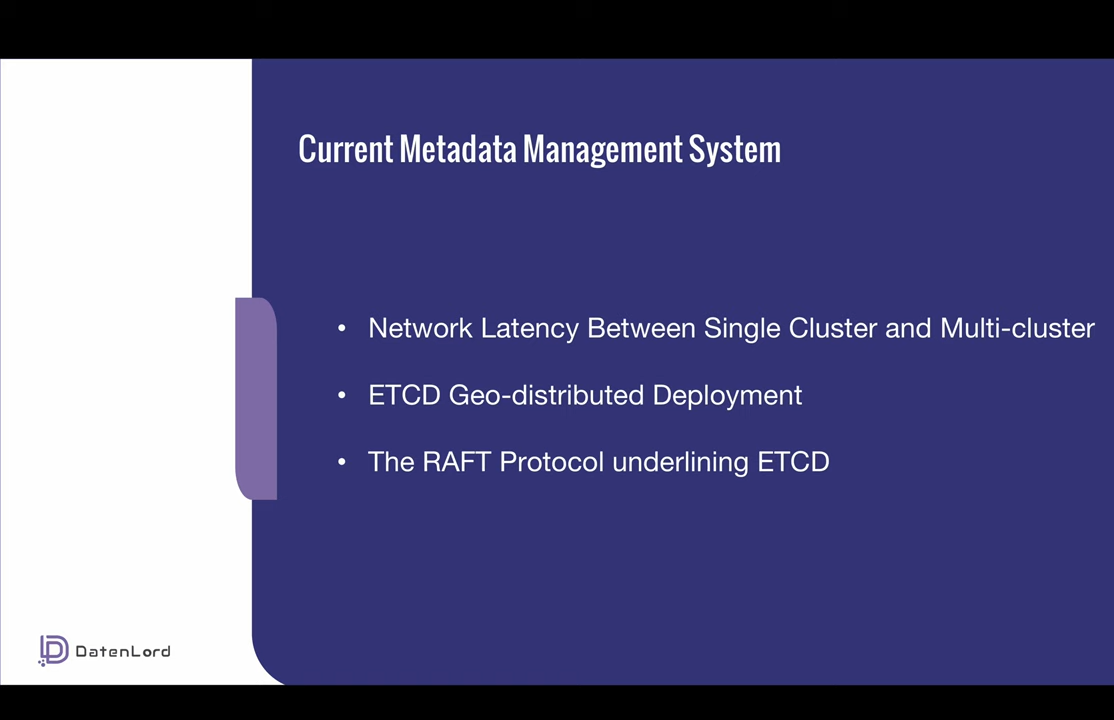 Current Metadata Management System
• Network Latency Between Single Cluster and Multi-cluster
• ETCD Geo-distributed Deployment
• The RAFT Protocol underlining ETCD
DatenLord